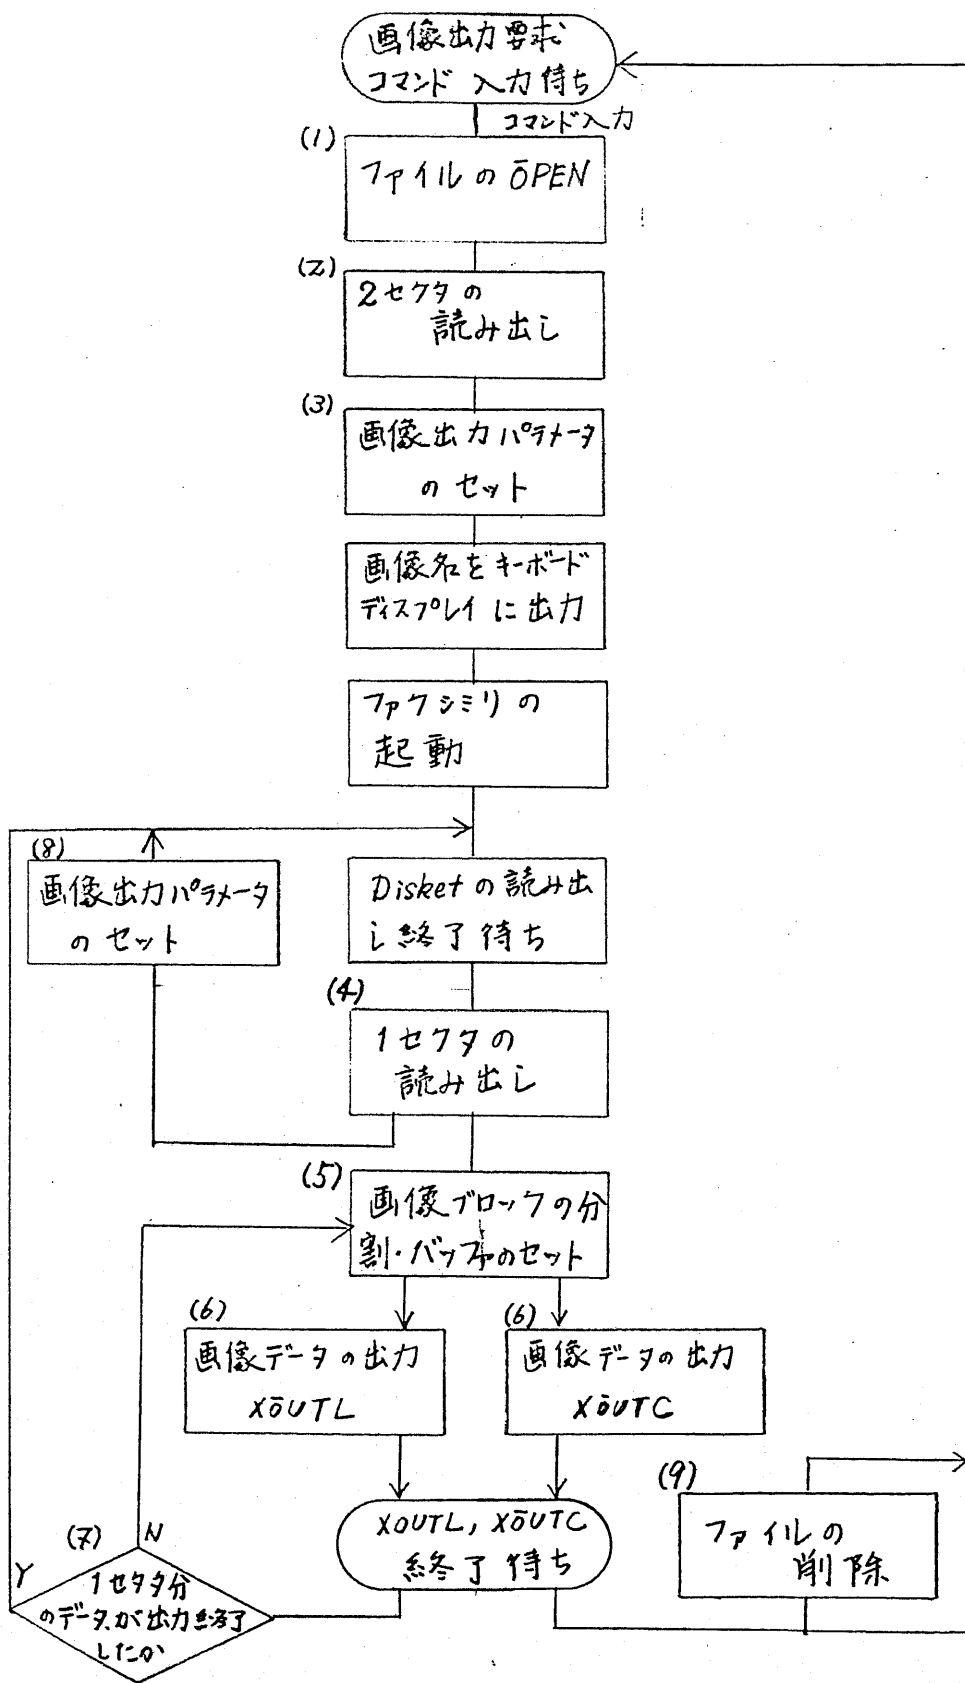 画像出力要求
コマンド 入力待ち
コマンド入力
(1)
ファイルの ŌPEN
(2)
2セクタの
読み出し
(3)
画像出力パラメータ
のセット
画像名をキーボード
ディスプレイに出力
ファクシミリの
起動
(8)
画像出力パラメータ
のセット
Disketの読み出
し終了待ち
(4)
1セクタの
読み出し
(5)
画像ブロックの分
割・バッファのセット
(6)
画像データの出力
XŌUTL
(6)
画像データの出力
XŌUTC
XOUTL, XŌUTC
終了待ち
(7)
N
Y
1セクタ分
のデータが出力終了
したか
(9)
ファイルの
削除